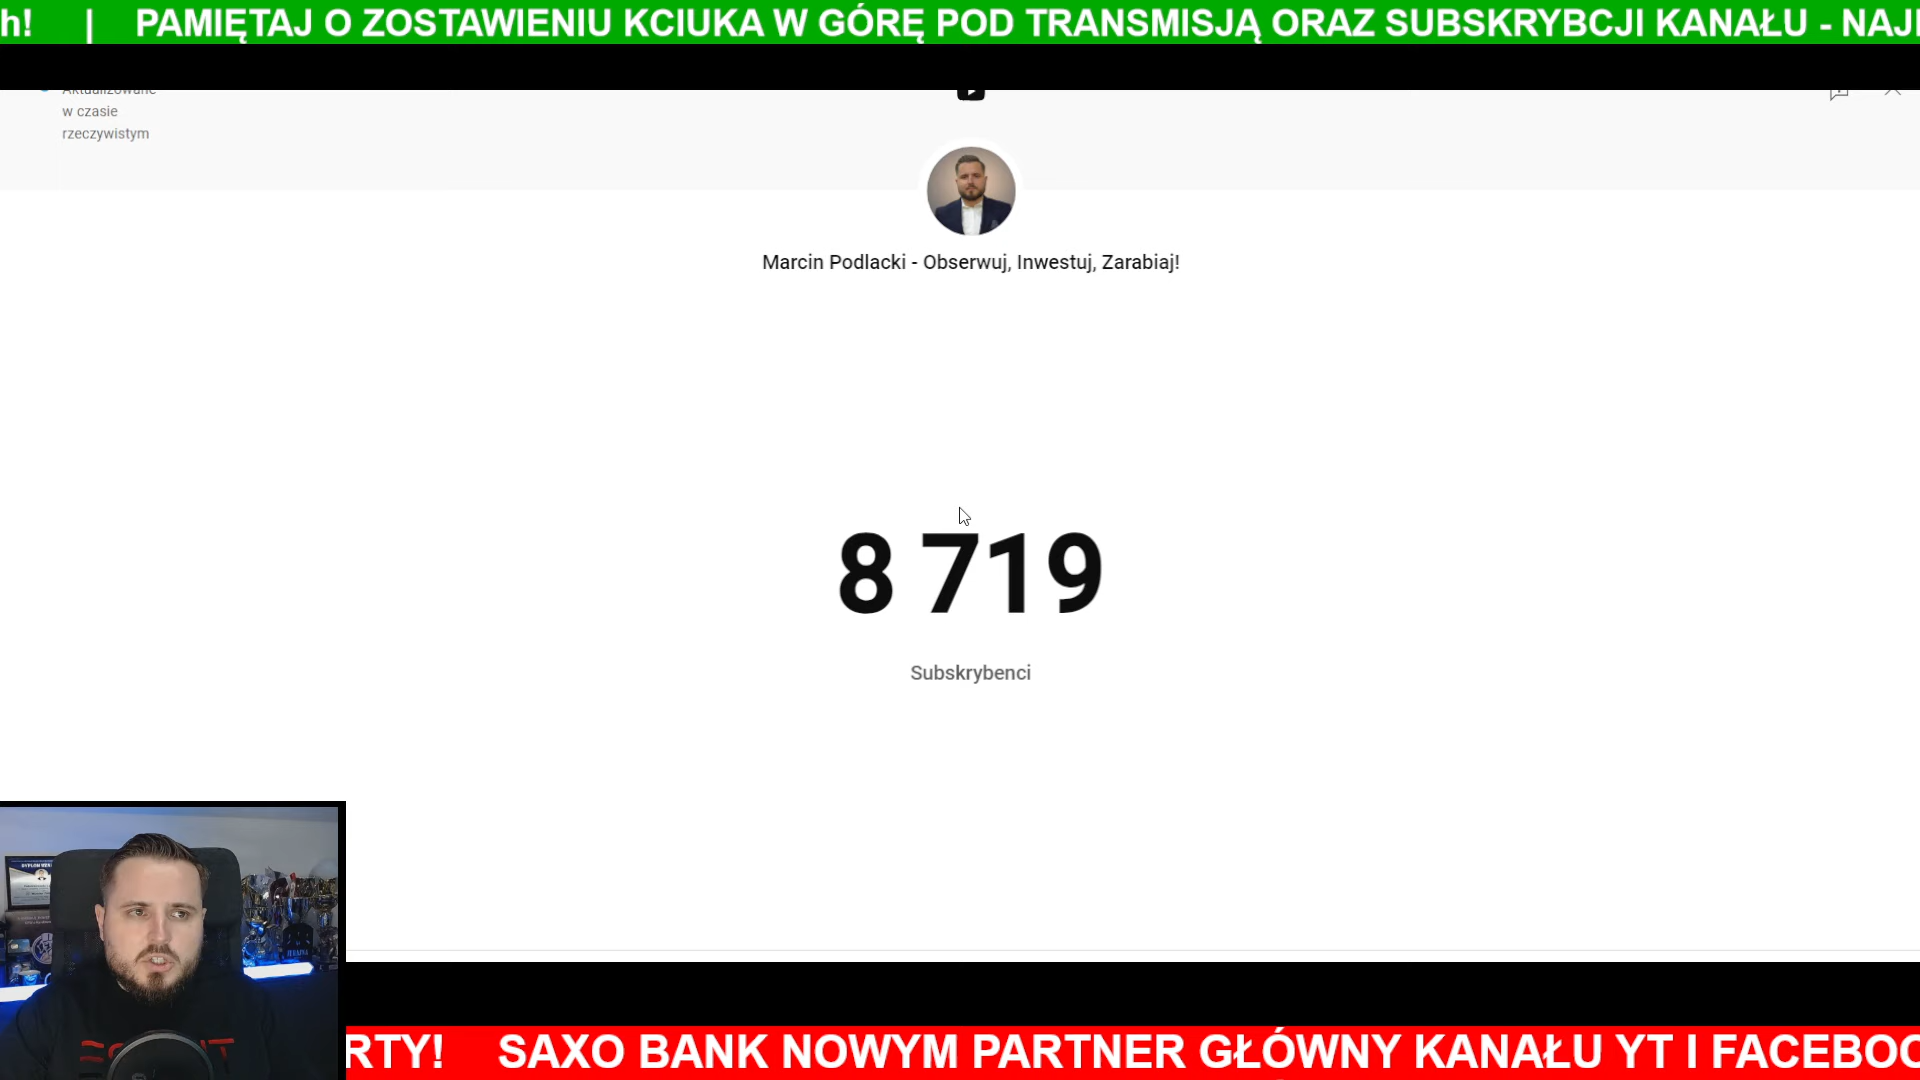 h! | PAMIĘTAJ O ZOSTAWIENIU KCIUKA W GÓRĘ POD TRANSMISJĄ ORAZ SUBSKRYBCJI KANAŁU - NAJ
Aktualizowane
w czasie
rzeczywistym
Marcin Podlacki - Obserwuj, Inwestuj, Zarabiaj!
8 719
Subskrybenci
RTY! SAXO BANK NOWYM PARTNER GŁÓWNY KANAŁU YT I FACEBOO